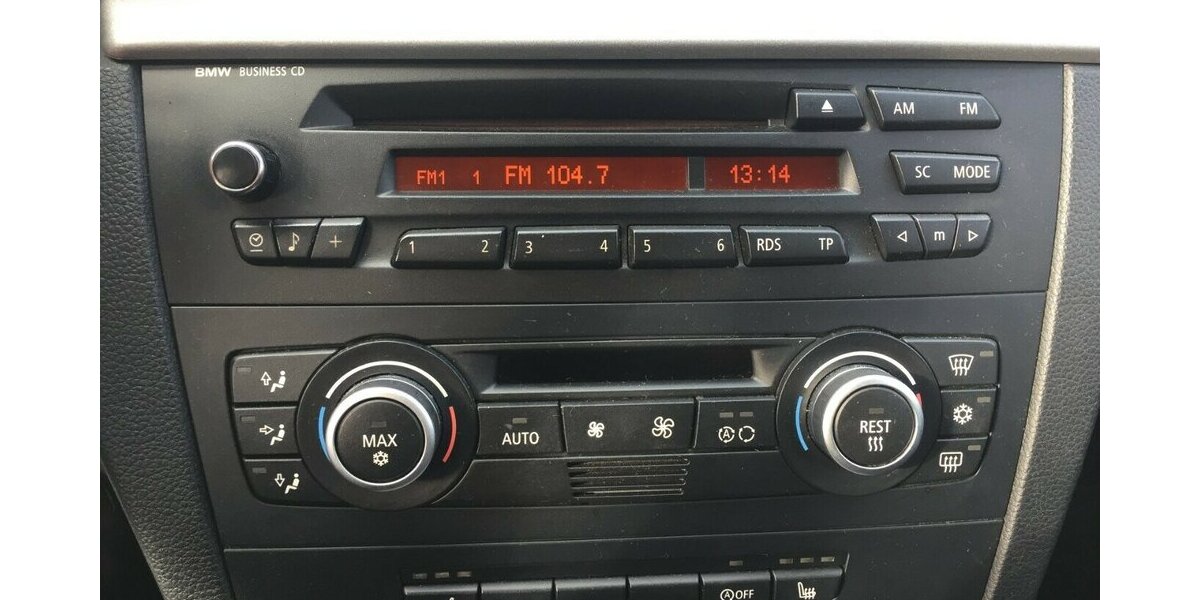 BMW BUSINESS CD
AM FM
FM1 1 FM 104.7 13:14
SC MODE
1 2 3 4 5 6 RDS TP m
MAX AUTO A REST
A OFF